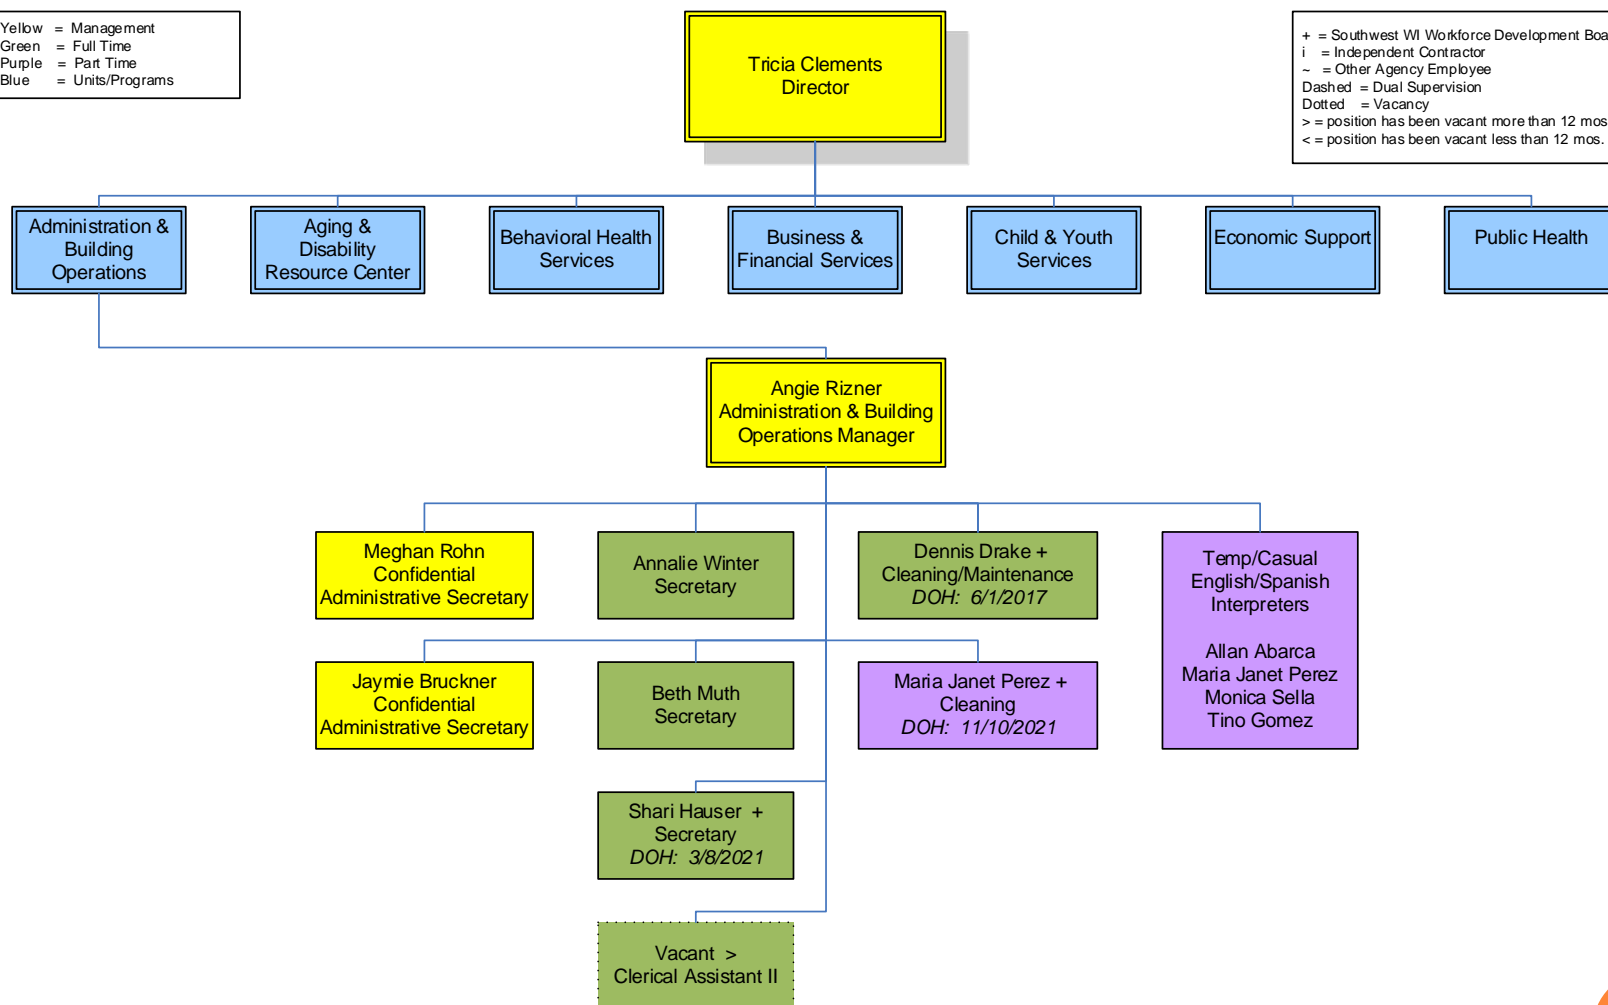 Yellow = Management
Green = Full Time
Purple = Part Time
Blue = Units/Programs
Tricia Clements
Director
+ = Southwest WI Workforce Development Boa
i = Independent Contractor
~ = Other Agency Employee
Dashed = Dual Supervision
Dotted = Vacancy
> = position has been vacant more than 12 mos
< = position has been vacant less than 12 mos.
Administration &
Building
Operations
Aging &
Disability
Resource Center
Behavioral Health
Services
Business &
Financial Services
Child & Youth
Services
Economic Support
Public Health
Angie Rizner
Administration & Building
Operations Manager
Meghan Rohn
Confidential
Administrative Secretary
Annalie Winter
Secretary
Dennis Drake +
Cleaning/Maintenance
DOH: 6/1/2017
Temp/Casual
English/Spanish
Interpreters
Allan Abarca
Maria Janet Perez
Monica Sella
Tino Gomez
Jaymie Bruckner
Confidential
Administrative Secretary
Beth Muth
Secretary
Maria Janet Perez +
Cleaning
DOH: 11/10/2021
Shari Hauser +
Secretary
DOH: 3/8/2021
Vacant >
Clerical Assistant II